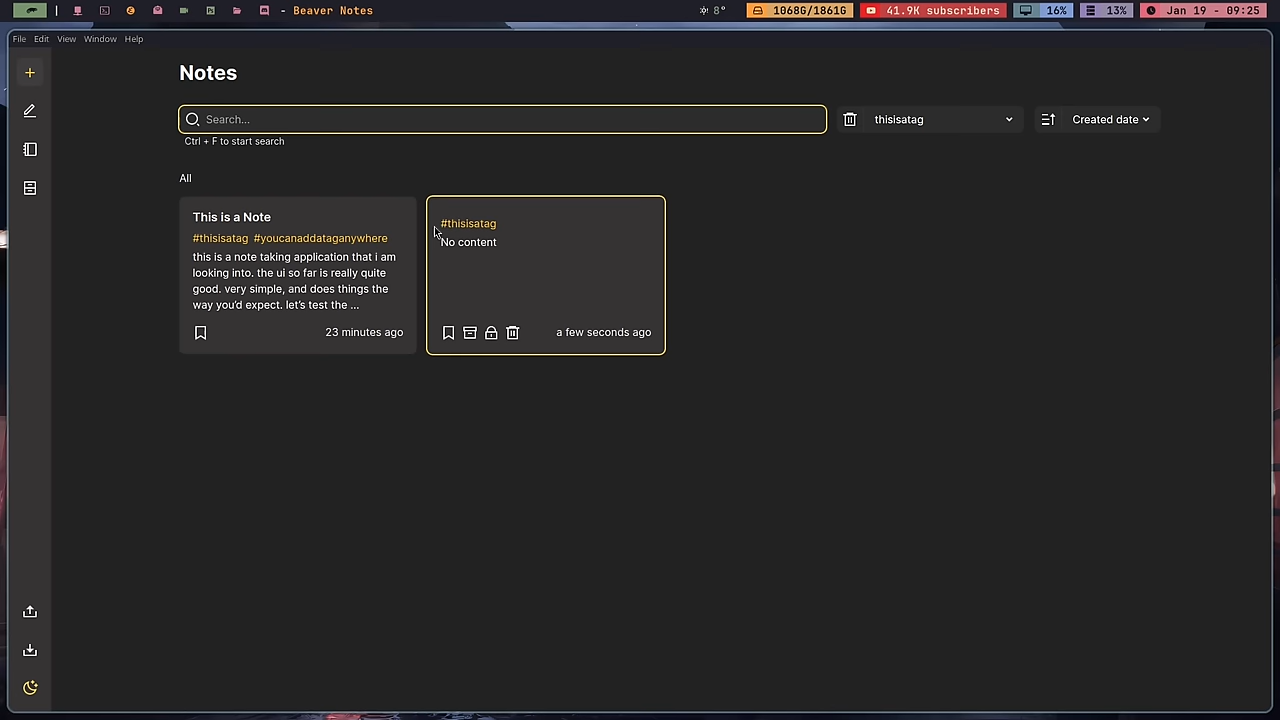 | - Beaver Notes 8° 1068G/1861G 41.9K subscribers 16% 13% Jan 19 - 09:25
File Edit View Window Help
Notes
Search...
thisisatag
Created date
Ctrl + F to start search
All
This is a Note
#thisisatag #youcanaddataganywhere
this is a note taking application that i am
looking into. the ui so far is really quite
good. very simple, and does things the
way you'd expect. let's test the ...
23 minutes ago
#thisisatag
No content
a few seconds ago